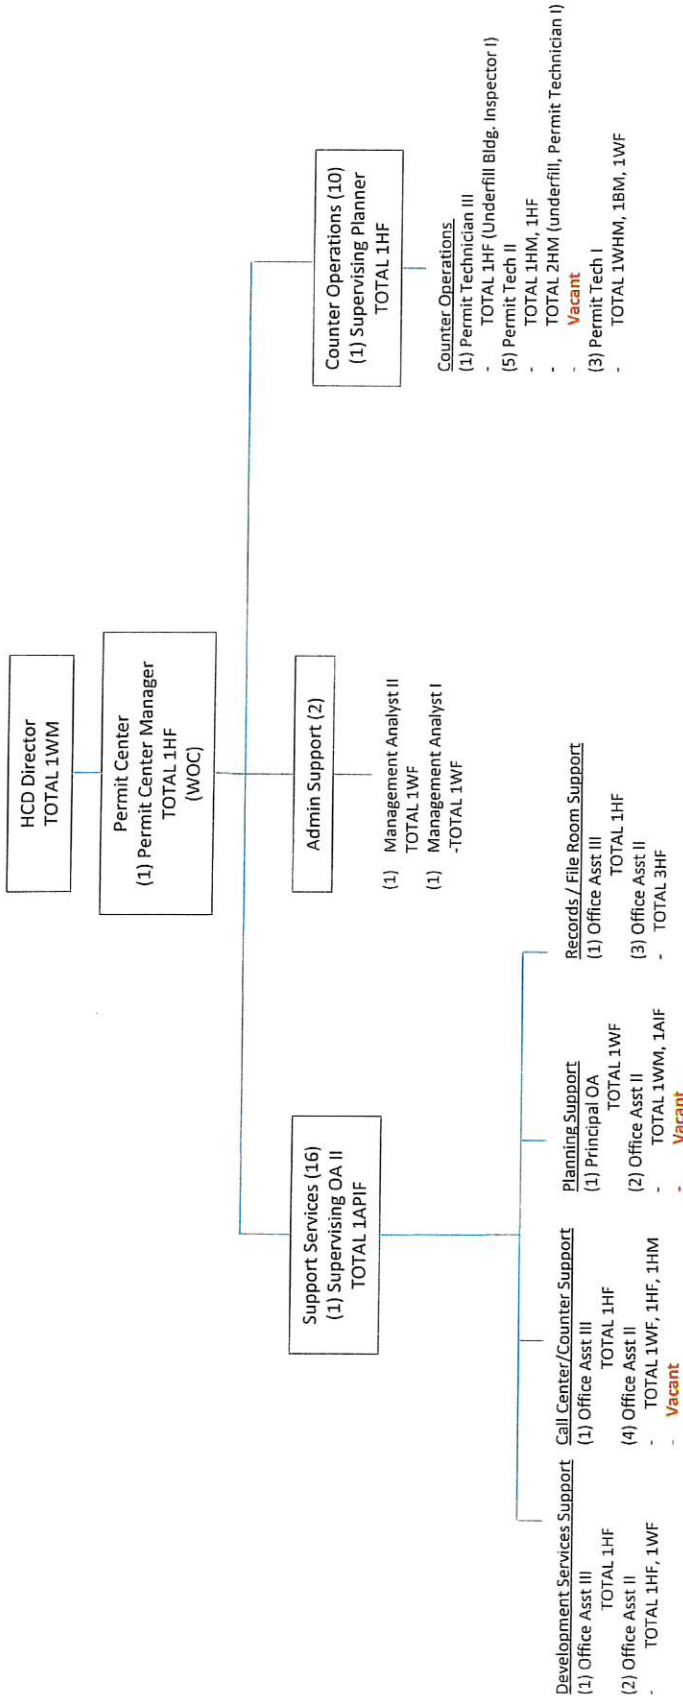 HCD Director
TOTAL 1WM
Permit Center
(1) Permit Center Manager
TOTAL 1HF
(WOC)
Support Services (16)
(1) Supervising OA II
TOTAL 1APIF
Admin Support (2)
(1) Management Analyst II
TOTAL 1WF
(1) Management Analyst I
-TOTAL 1WF
Counter Operations (10)
(1) Supervising Planner
TOTAL 1HF
Counter Operations
(1) Permit Technician III
- TOTAL 1HF (Underfill Bldg. Inspector I)
(5) Permit Tech II
- TOTAL 1HM, 1HF
- TOTAL 2HM (underfill, Permit Technician I)
- Vacant
(3) Permit Tech I
- TOTAL 1WHM, 1BM, 1WF
Development Services Support
(1) Office Asst III
TOTAL 1HF
(2) Office Asst II
- TOTAL 1HF, 1WF
Call Center/Counter Support
(1) Office Asst III
TOTAL 1HF
(4) Office Asst II
- TOTAL 1WF, 1HF, 1HM
- Vacant
Planning Support
(1) Principal OA
TOTAL 1WF
(2) Office Asst II
- TOTAL 1WM, 1AIF
- Vacant
Records / File Room Support
(1) Office Asst III
TOTAL 1HF
(3) Office Asst II
- TOTAL 3HF